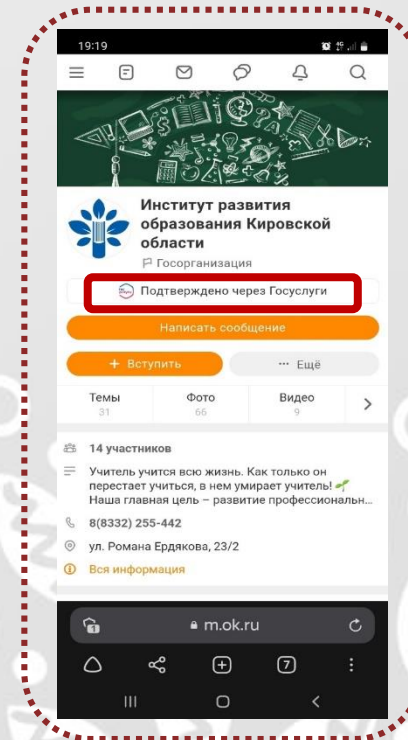 19:19
Институт развития
образования Кировской
области
Госорганизация
Подтверждено через Госуслуги
Написать сообщение
+ Вступить
··· Ещё
Темы Фото Видео
31 66 9
14 участников
Учитель учится всю жизнь. Как только он
перестает учиться, в нем умирает учитель!
Наша главная цель – развитие профессиональн...
8(8332) 255-442
ул. Романа Ердякова, 23/2
Вся информация
m.ok.ru
7